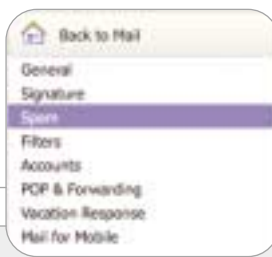 Back to Mail
General
Signature
Spam
Filters
Accounts
POP & Forwarding
Vacation Response
Mail for Mobile